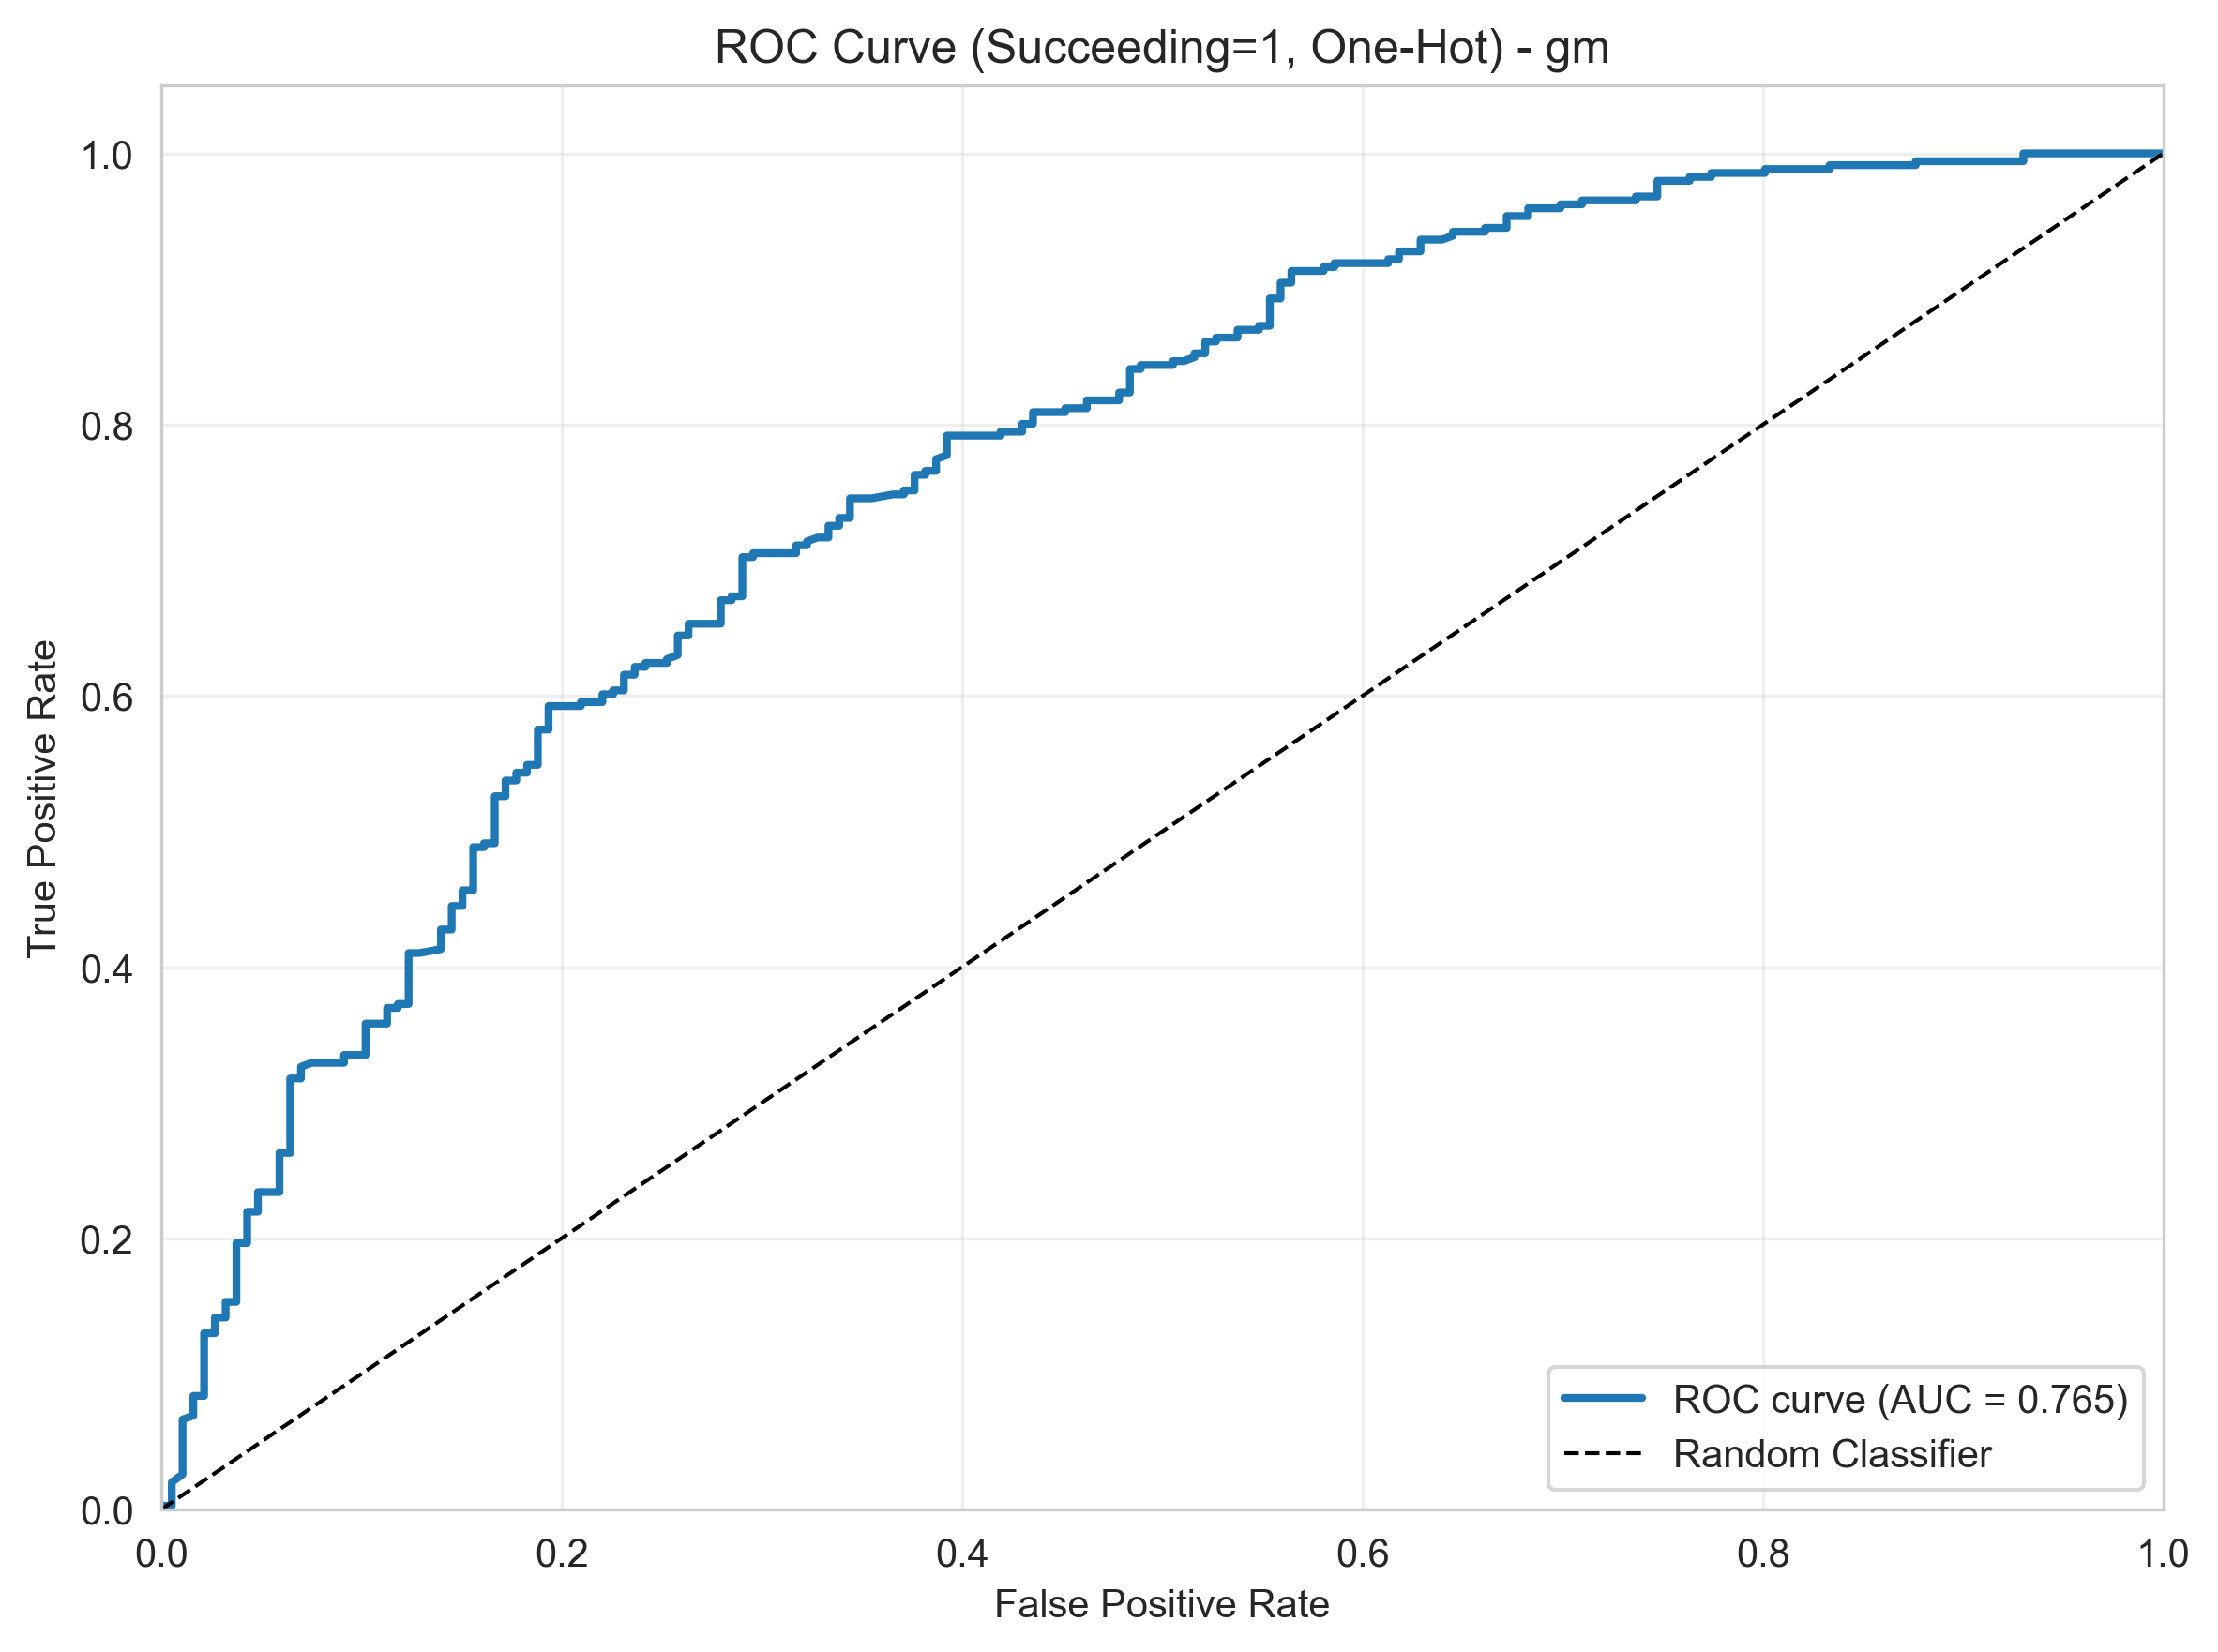 ROC Curve (Succeeding=1, One-Hot) - gm
True Positive Rate
1.0
0.8
0.6
0.4
0.2
0.0
0.0 0.2 0.4 0.6 0.8 1.0
False Positive Rate
ROC curve (AUC = 0.765)
Random Classifier